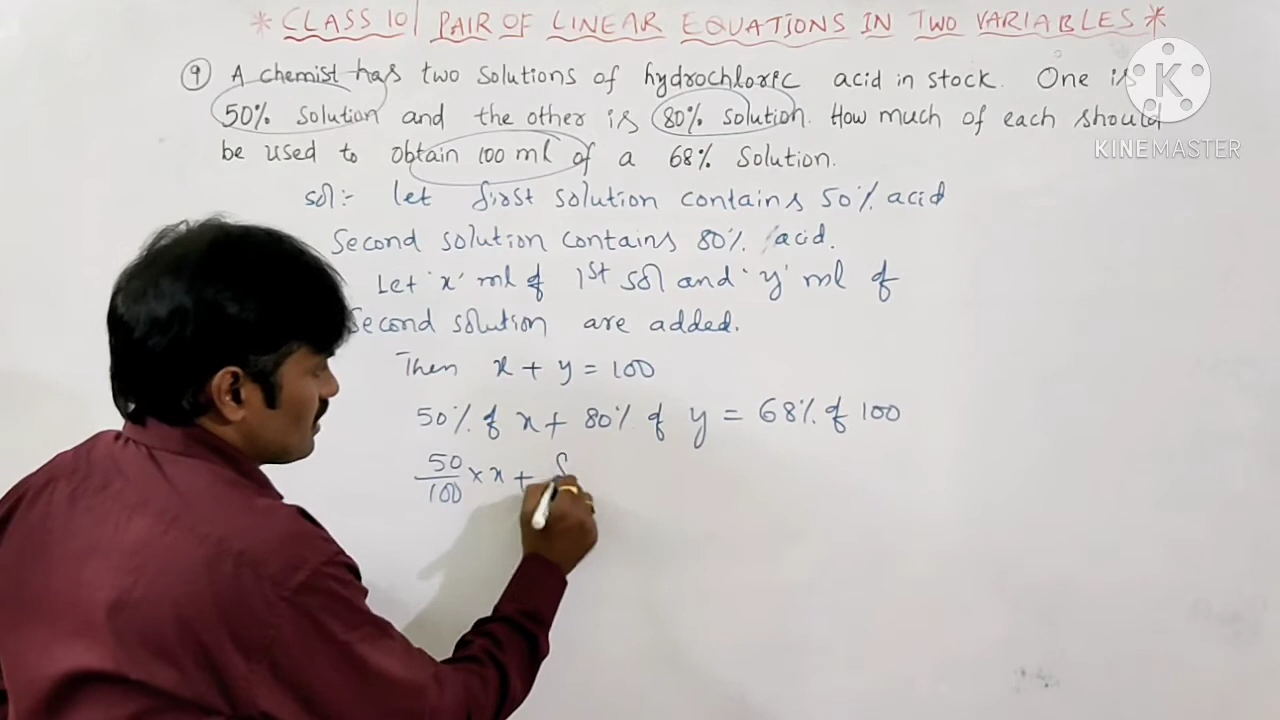 * CLASS 10 | PAIR OF LINEAR EQUATIONS IN TWO VARIABLES *
9 A chemist has two solutions of hydrochloric acid in stock. One is
50% solution and the other is 80% solution. How much of each should
be used to obtain 100 ml of a 68% solution.
sol:- let first solution contains 50% acid
Second solution contains 80% acid.
Let 'x' ml of 1st sol and 'y' ml of
Second solution are added.
Then x + y = 100
50% of x + 80% of y = 68% of 100
50/100 × x + 8
K
KINEMASTER